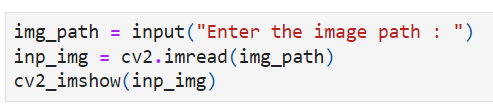 img_path = input("Enter the image path : ")
inp_img = cv2.imread(img_path)
cv2_imshow(inp_img)